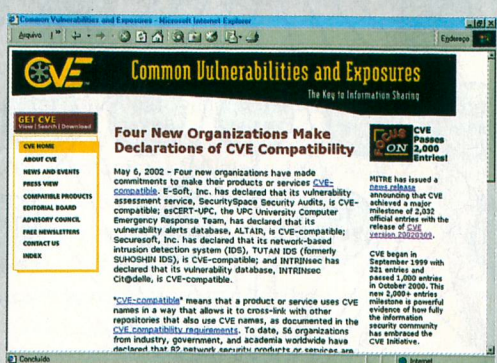 Common Vulnerabilities and Exposures - Microsoft Internet Explorer
Arquivo
Endereço
CVE
Common Vulnerabilities and Exposures
The Key to Information Sharing
GET CVE
View | Search | Download
CVE HOME
ABOUT CVE
NEWS AND EVENTS
PRESS VIEW
COMPATIBLE PRODUCTS
EDITORIAL BOARD
ADVISORY COUNCIL
FREE NEWSLETTERS
CONTACT US
INDEX
Four New Organizations Make
Declarations of CVE Compatibility
May 6, 2002 - Four new organizations have made
commitments to make their products or services CVE-
compatible. E-Soft, Inc. has declared that its vulnerability
assessment service, SecuritySpace Security Audits, is CVE-
compatible; esCERT-UPC, the UPC University Computer
Emergency Response Team, has declared that its
vulnerability alerts database, ALTAIR, is CVE-compatible;
Securesoft, Inc. has declared that its network-based
intrusion detection system (IDS), TUTAN IDS (formerly
SUHOSHIN IDS), is CVE-compatible; and INTRINsec has
declared that its vulnerability database, INTRINsec
Cit@delle, is CVE-compatible.
"CVE-compatible" means that a product or service uses CVE
names in a way that allows it to cross-link with other
repositories that also use CVE names, as documented in the
CVE compatibility requirements. To date, 56 organizations
from industry, government, and academia worldwide have
declared that 82 network security products or services are
FOCUS
ON
CVE
Passes
2,000
Entries!
MITRE has issued a
news release
announcing that CVE
achieved a major
milestone of 2,032
official entries with the
release of CVE
version 20020309.
CVE began in
September 1999 with
321 entries and
passed 1,000 entries
in October 2000. This
new 2,000+ entries
milestone is powerful
evidence of how fully
the information
security community
has embraced the
CVE Initiative.
Concluído
Internet